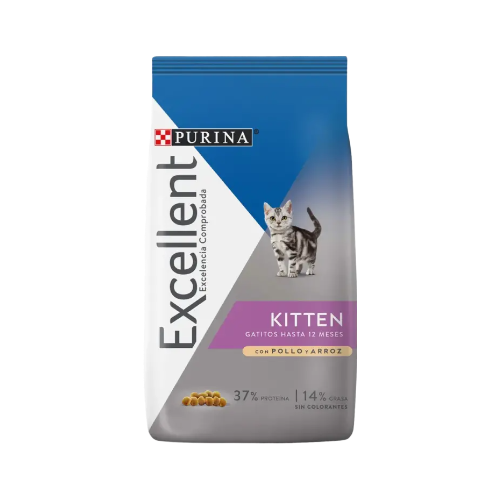 PURINA
Excellent
Excelencia Comprobada
KITTEN
GATITOS HASTA 12 MESES
CON POLLO Y ARROZ
37% PROTEÍNA
14% GRASA
SIN COLORANTES